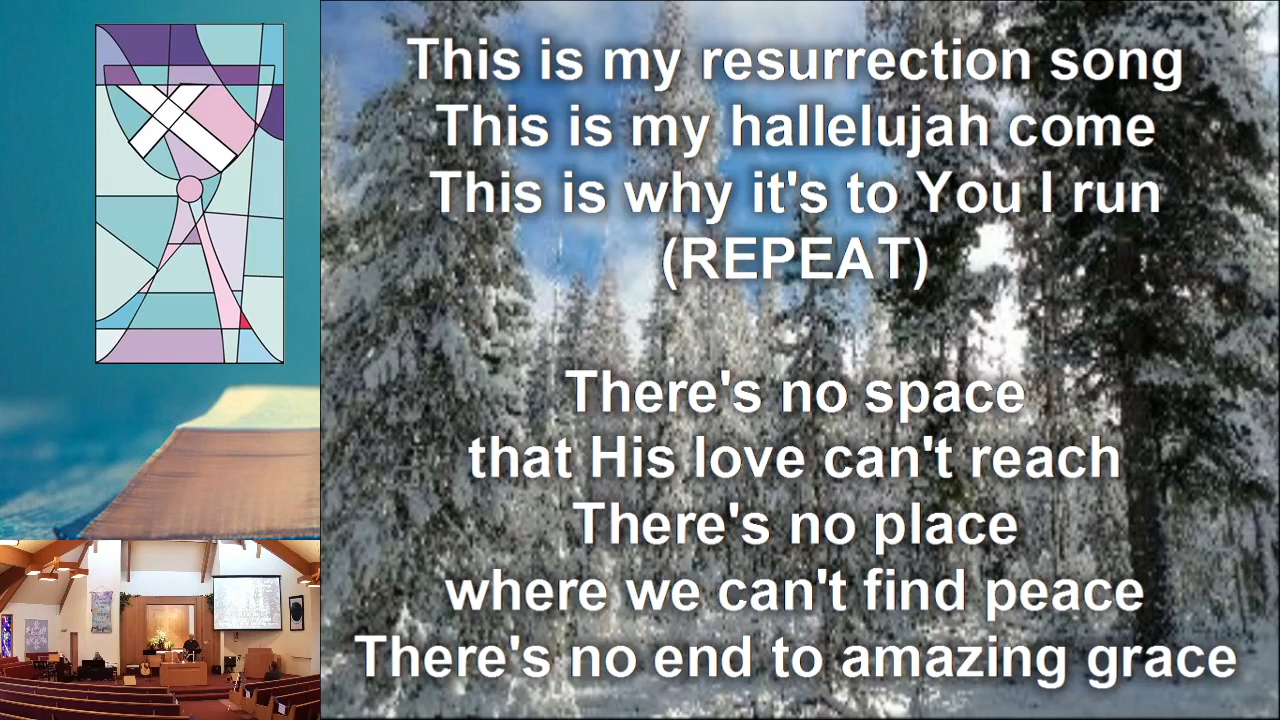 This is my resurrection song
This is my hallelujah come
This is why it's to You I run
(REPEAT)
There's no space
that His love can't reach
There's no place
where we can't find peace
There's no end to amazing grace